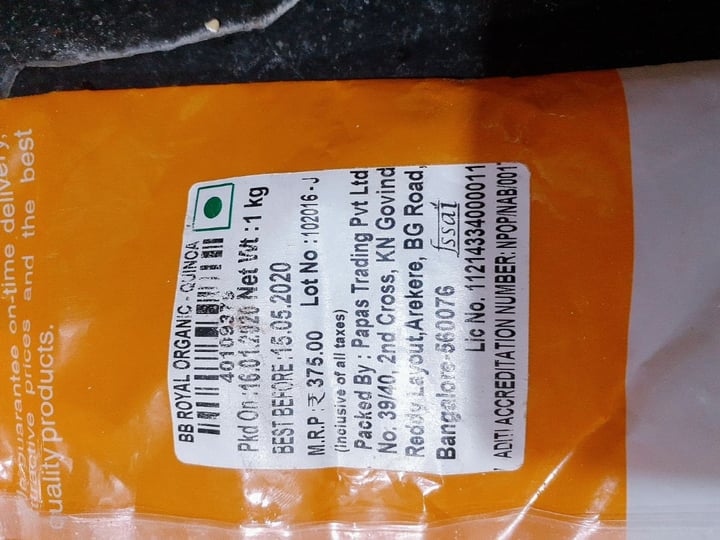 guarantee on-time delivery,
prices and the best
quality products.
BB ROYAL ORGANIC - QUINOA
Pkd On :16.01.2020 Net Wt :1 kg
BEST BEFORE :15.05.2020
M.R.P : ₹ 375.00 Lot No :102016 - J
(inclusive of all taxes)
Packed By : Papas Trading Pvt Ltd
No. 39/40, 2nd Cross, KN Govind
Reddy Layout,Arekere, BG Road,
Bangalore-560076 fssai
Lic No. 11214334000011
ADITI ACCREDITATION NUMBER: NPOP/NAB/001